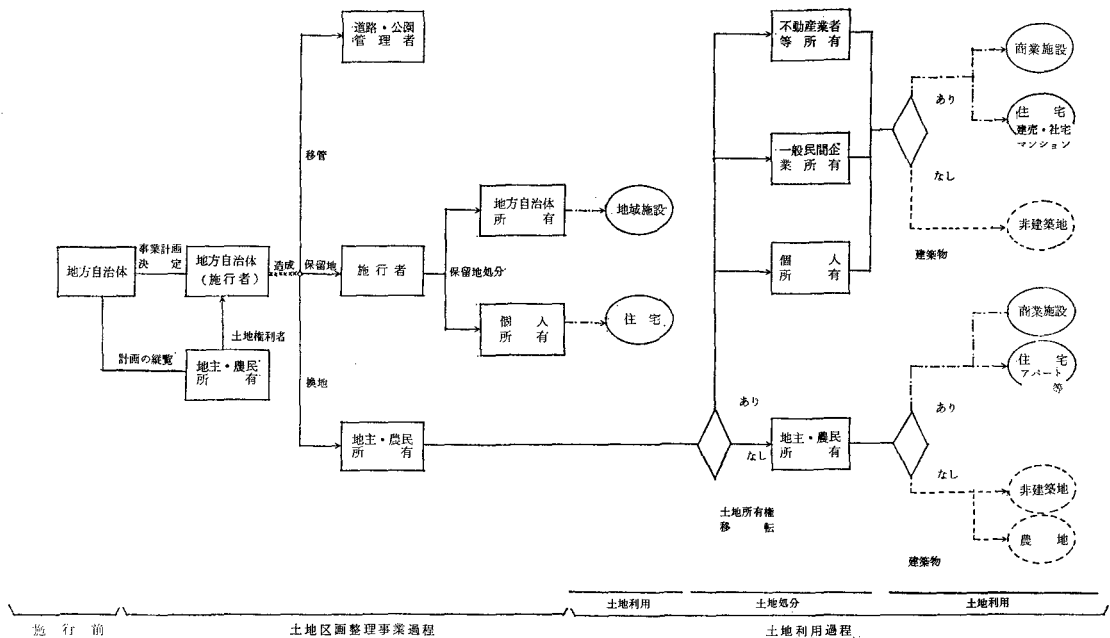 道路・公園
管理者
移管
地方自治体
事業計画
決定
地方自治体
(施行者)
造成
保留地
施行者
保留地処分
地方自治体
所有
地域施設
個人
所有
住宅
計画の縦覧
土地権利者
地主・農民
所有
換地
地主・農民
所有
不動産業者
等所有
一般民間企
業所有
個人
所有
あり
なし
土地所有権
移転
地主・農民
所有
あり
なし
建築物
商業施設
住宅
建売・社宅
マンション
非建築地
あり
なし
建築物
商業施設
住宅
アパート
等
非建築地
農地
土地利用
土地処分
土地利用
施行前
土地区画整理事業過程
土地利用過程